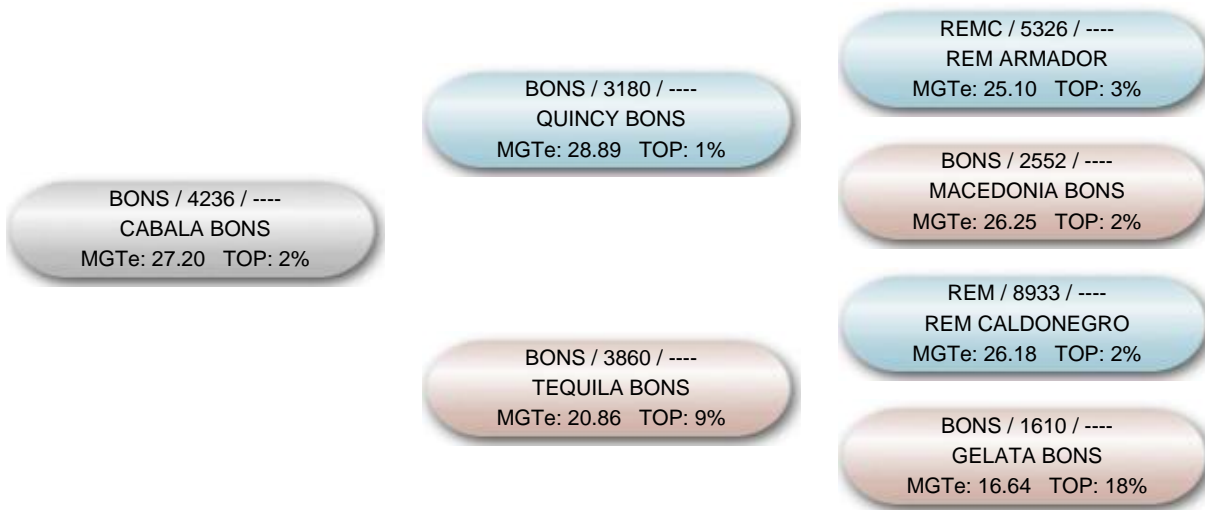 BONS / 4236 / ----
CABALA BONS
MGTe: 27.20 TOP: 2%
BONS / 3180 / ----
QUINCY BONS
MGTe: 28.89 TOP: 1%
BONS / 3860 / ----
TEQUILA BONS
MGTe: 20.86 TOP: 9%
REMC / 5326 / ----
REM ARMADOR
MGTe: 25.10 TOP: 3%
BONS / 2552 / ----
MACEDONIA BONS
MGTe: 26.25 TOP: 2%
REM / 8933 / ----
REM CALDONEGRO
MGTe: 26.18 TOP: 2%
BONS / 1610 / ----
GELATA BONS
MGTe: 16.64 TOP: 18%